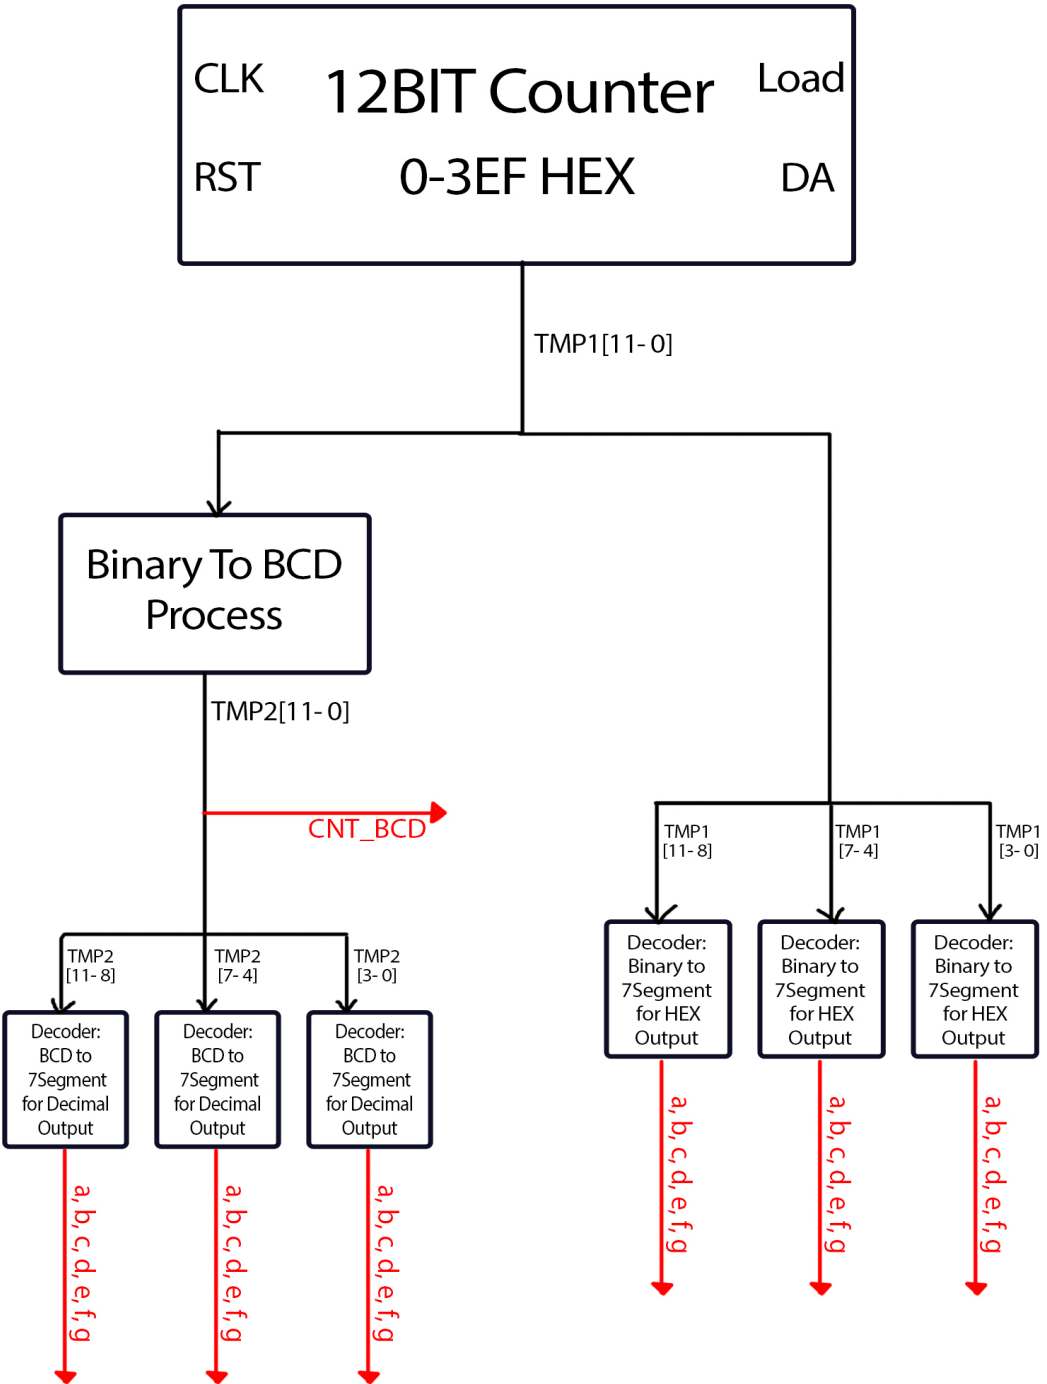 CLK
12BIT Counter
Load
RST
0-3EF HEX
DA
TMP1[11-0]
Binary To BCD
Process
TMP2[11-0]
CNT_BCD
TMP1
[11-8]
TMP1
[7-4]
TMP1
[3-0]
TMP2
[11-8]
TMP2
[7-4]
TMP2
[3-0]
Decoder:
Binary to
7Segment
for HEX
Output
Decoder:
Binary to
7Segment
for HEX
Output
Decoder:
Binary to
7Segment
for HEX
Output
Decoder:
BCD to
7Segment
for Decimal
Output
Decoder:
BCD to
7Segment
for Decimal
Output
Decoder:
BCD to
7Segment
for Decimal
Output
a, b, c, d, e, f, g
a, b, c, d, e, f, g
a, b, c, d, e, f, g
a, b, c, d, e, f, g
a, b, c, d, e, f, g
a, b, c, d, e, f, g